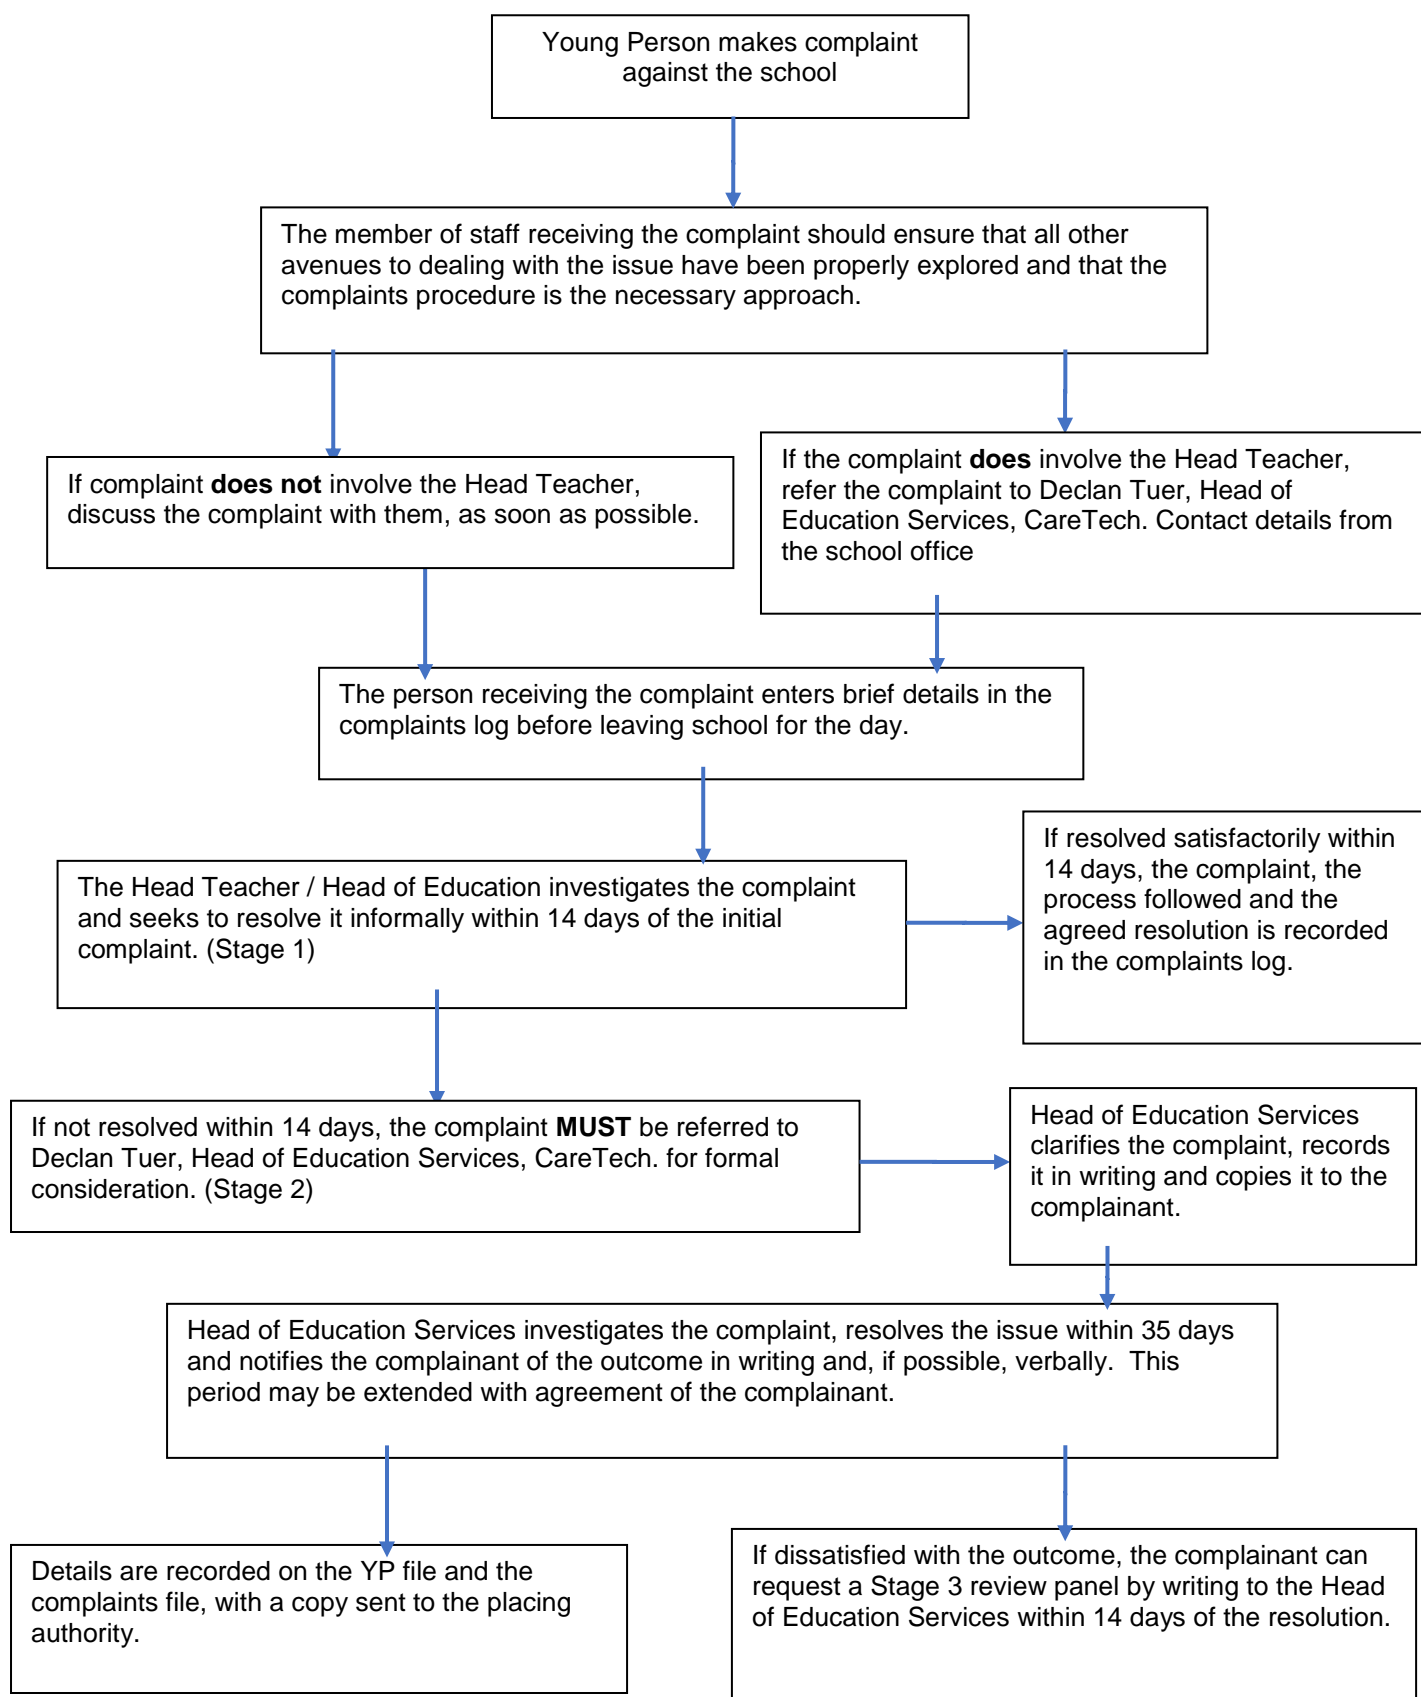 Young Person makes complaint
against the school
The member of staff receiving the complaint should ensure that all other
avenues to dealing with the issue have been properly explored and that the
complaints procedure is the necessary approach.
If complaint does not involve the Head Teacher,
discuss the complaint with them, as soon as possible.
If the complaint does involve the Head Teacher,
refer the complaint to Declan Tuer, Head of
Education Services, CareTech. Contact details from
the school office
The person receiving the complaint enters brief details in the
complaints log before leaving school for the day.
The Head Teacher / Head of Education investigates the complaint
and seeks to resolve it informally within 14 days of the initial
complaint. (Stage 1)
If resolved satisfactorily within
14 days, the complaint, the
process followed and the
agreed resolution is recorded
in the complaints log.
If not resolved within 14 days, the complaint MUST be referred to
Declan Tuer, Head of Education Services, CareTech. for formal
consideration. (Stage 2)
Head of Education Services
clarifies the complaint, records
it in writing and copies it to the
complainant.
Head of Education Services investigates the complaint, resolves the issue within 35 days
and notifies the complainant of the outcome in writing and, if possible, verbally.  This
period may be extended with agreement of the complainant.
Details are recorded on the YP file and the
complaints file, with a copy sent to the placing
authority.
If dissatisfied with the outcome, the complainant can
request a Stage 3 review panel by writing to the Head
of Education Services within 14 days of the resolution.